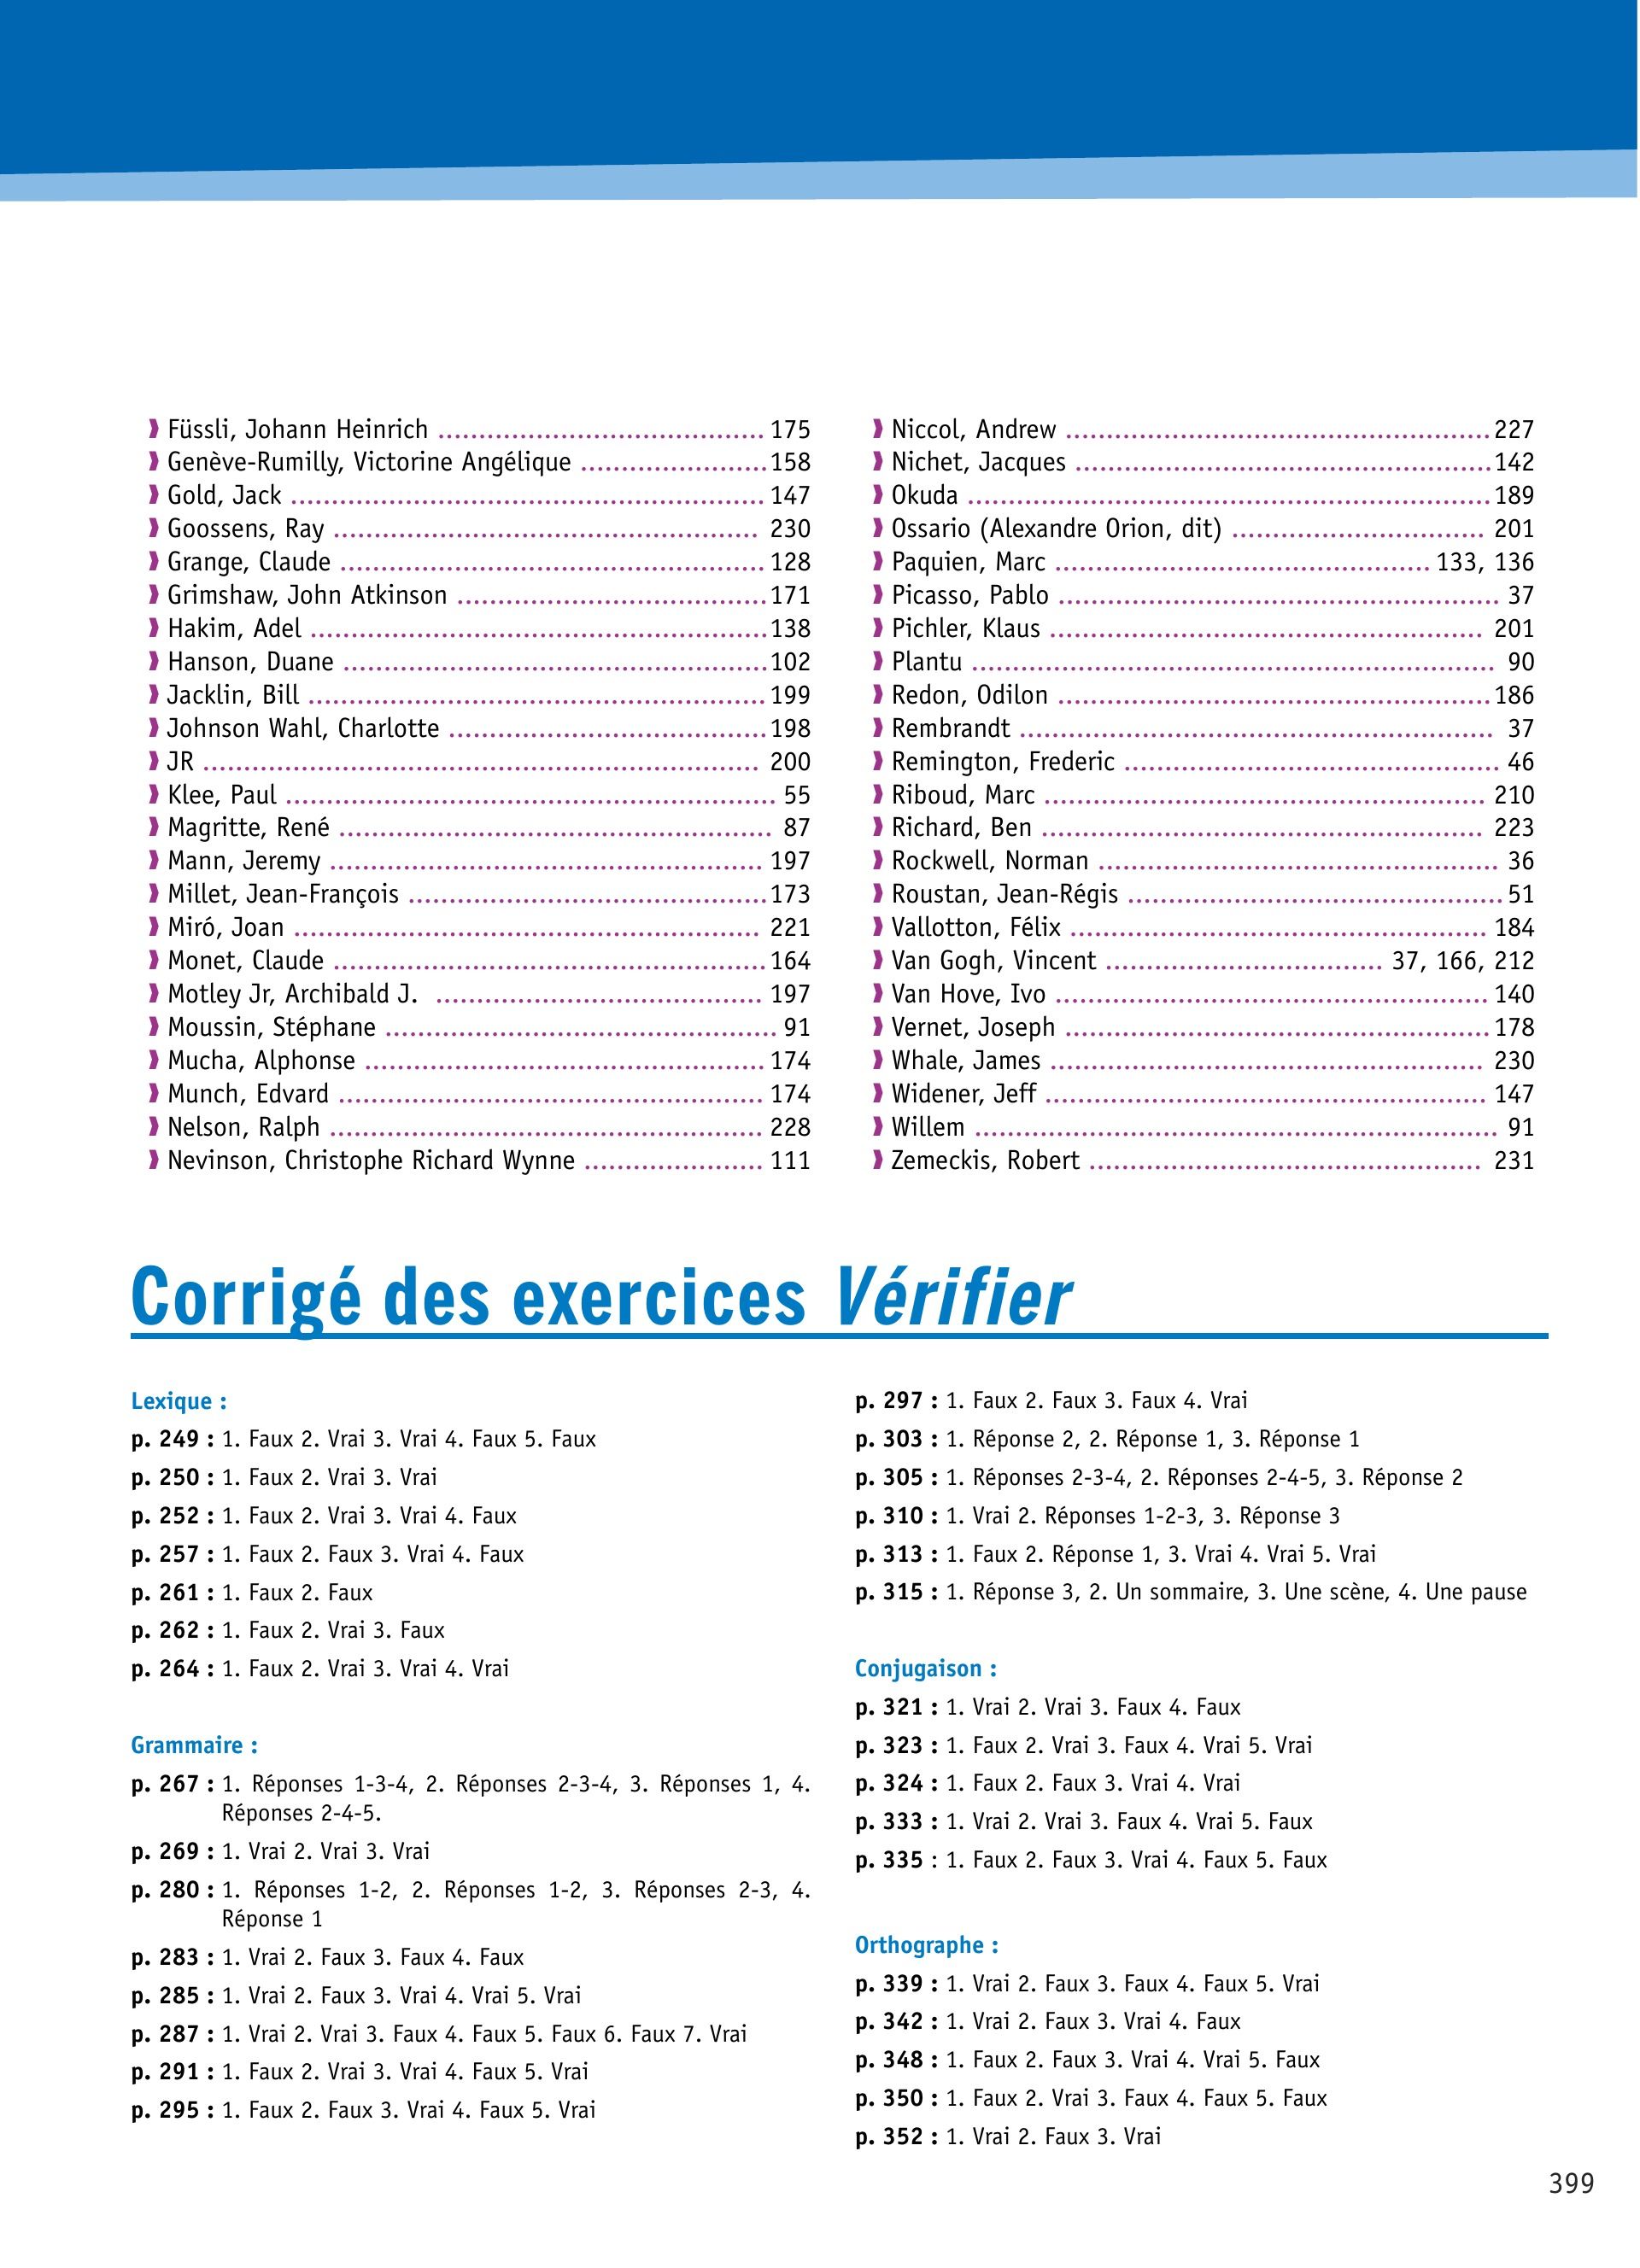 ❱ Füssli, Johann Heinrich ........................................ 175
❱ Genève-Rumilly, Victorine Angélique ....................... 158
❱ Gold, Jack .......................................................... 147
❱ Goossens, Ray .................................................... 230
❱ Grange, Claude .................................................... 128
❱ Grimshaw, John Atkinson ...................................... 171
❱ Hakim, Adel ........................................................ 138
❱ Hanson, Duane .................................................... 102
❱ Jacklin, Bill ........................................................ 199
❱ Johnson Wahl, Charlotte ....................................... 198
❱ JR .................................................................... 200
❱ Klee, Paul ............................................................ 55
❱ Magritte, René ..................................................... 87
❱ Mann, Jeremy ..................................................... 197
❱ Millet, Jean-François ............................................ 173
❱ Miró, Joan ......................................................... 221
❱ Monet, Claude ..................................................... 164
❱ Motley Jr, Archibald J. ........................................ 197
❱ Moussin, Stéphane ................................................ 91
❱ Mucha, Alphonse ................................................. 174
❱ Munch, Edvard .................................................... 174
❱ Nelson, Ralph ..................................................... 228
❱ Nevinson, Christophe Richard Wynne ...................... 111
❱ Niccol, Andrew .................................................... 227
❱ Nichet, Jacques ................................................... 142
❱ Okuda ................................................................ 189
❱ Ossario (Alexandre Orion, dit) ............................... 201
❱ Paquien, Marc .............................................. 133, 136
❱ Picasso, Pablo ...................................................... 37
❱ Pichler, Klaus ..................................................... 201
❱ Plantu ................................................................ 90
❱ Redon, Odilon ..................................................... 186
❱ Rembrandt .......................................................... 37
❱ Remington, Frederic .............................................. 46
❱ Riboud, Marc ...................................................... 210
❱ Richard, Ben ...................................................... 223
❱ Rockwell, Norman ................................................. 36
❱ Roustan, Jean-Régis .............................................. 51
❱ Vallotton, Félix ................................................... 184
❱ Van Gogh, Vincent .................................. 37, 166, 212
❱ Van Hove, Ivo ..................................................... 140
❱ Vernet, Joseph .................................................... 178
❱ Whale, James ...................................................... 230
❱ Widener, Jeff ...................................................... 147
❱ Willem ................................................................ 91
❱ Zemeckis, Robert ................................................ 231
Corrigé des exercices Vérifier
Lexique :
p. 249 : 1. Faux 2. Vrai 3. Vrai 4. Faux 5. Faux
p. 250 : 1. Faux 2. Vrai 3. Vrai
p. 252 : 1. Faux 2. Vrai 3. Vrai 4. Faux
p. 257 : 1. Faux 2. Faux 3. Vrai 4. Faux
p. 261 : 1. Faux 2. Faux
p. 262 : 1. Faux 2. Vrai 3. Faux
p. 264 : 1. Faux 2. Vrai 3. Vrai 4. Vrai
Grammaire :
p. 267 : 1. Réponses 1-3-4, 2. Réponses 2-3-4, 3. Réponses 1, 4.
Réponses 2-4-5.
p. 269 : 1. Vrai 2. Vrai 3. Vrai
p. 280 : 1. Réponses 1-2, 2. Réponses 1-2, 3. Réponses 2-3, 4.
Réponse 1
p. 283 : 1. Vrai 2. Faux 3. Faux 4. Faux
p. 285 : 1. Vrai 2. Faux 3. Vrai 4. Vrai 5. Vrai
p. 287 : 1. Vrai 2. Vrai 3. Faux 4. Faux 5. Faux 6. Faux 7. Vrai
p. 291 : 1. Faux 2. Vrai 3. Vrai 4. Faux 5. Vrai
p. 295 : 1. Faux 2. Faux 3. Vrai 4. Faux 5. Vrai
p. 297 : 1. Faux 2. Faux 3. Faux 4. Vrai
p. 303 : 1. Réponse 2, 2. Réponse 1, 3. Réponse 1
p. 305 : 1. Réponses 2-3-4, 2. Réponses 2-4-5, 3. Réponse 2
p. 310 : 1. Vrai 2. Réponses 1-2-3, 3. Réponse 3
p. 313 : 1. Faux 2. Réponse 1, 3. Vrai 4. Vrai 5. Vrai
p. 315 : 1. Réponse 3, 2. Un sommaire, 3. Une scène, 4. Une pause
Conjugaison :
p. 321 : 1. Vrai 2. Vrai 3. Faux 4. Faux
p. 323 : 1. Faux 2. Vrai 3. Faux 4. Vrai 5. Vrai
p. 324 : 1. Faux 2. Faux 3. Vrai 4. Vrai
p. 333 : 1. Vrai 2. Vrai 3. Faux 4. Vrai 5. Faux
p. 335 : 1. Faux 2. Faux 3. Vrai 4. Faux 5. Faux
Orthographe :
p. 339 : 1. Vrai 2. Faux 3. Faux 4. Faux 5. Vrai
p. 342 : 1. Vrai 2. Faux 3. Vrai 4. Faux
p. 348 : 1. Faux 2. Faux 3. Vrai 4. Vrai 5. Faux
p. 350 : 1. Faux 2. Vrai 3. Faux 4. Faux 5. Faux
p. 352 : 1. Vrai 2. Faux 3. Vrai
399